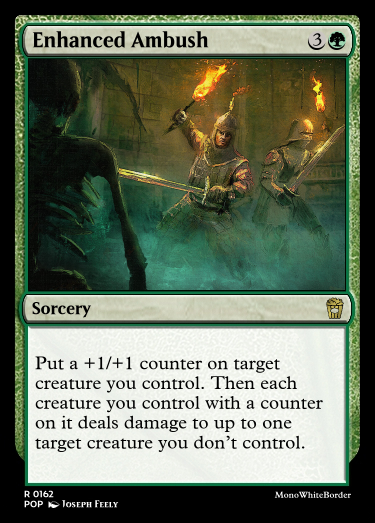 Enhanced Ambush 3
Sorcery
Put a +1/+1 counter on target
creature you control. Then each
creature you control with a counter
on it deals damage to up to one
target creature you don't control.
R 0162
MonoWhiteBorder
POP Joseph Feely